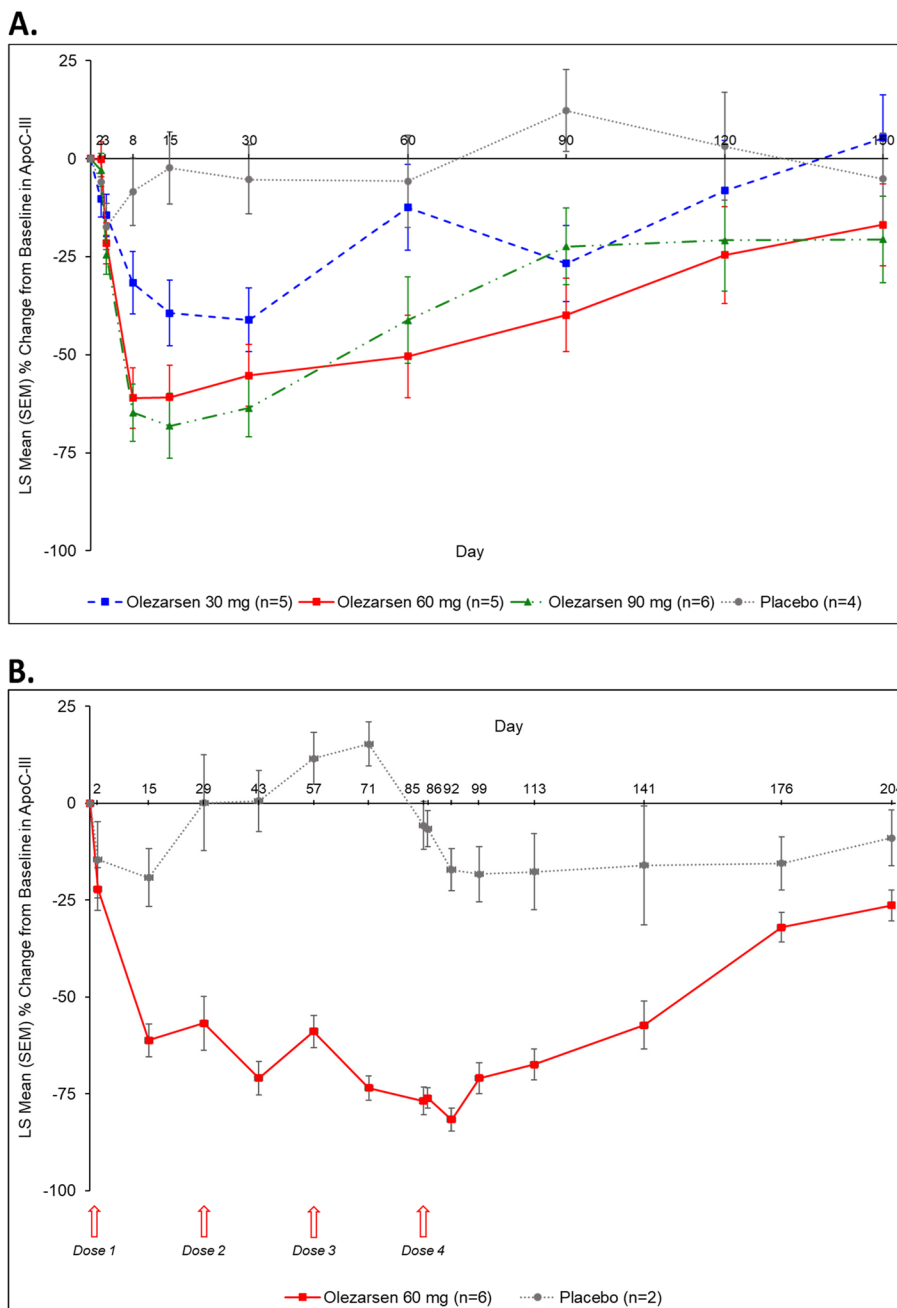 A.
LS Mean (SEM) % Change from Baseline in ApoC-III
25
0
-25
-50
-75
-100
2 3 8 15 30 60 90 120 150
Day
Olezarsen 30 mg (n=5) Olezarsen 60 mg (n=5) Olezarsen 90 mg (n=6) Placebo (n=4)
B.
LS Mean (SEM) % Change from Baseline in ApoC-III
25
Day
0
2 15 29 43 57 71 85 86 92 99 113 141 176 204
-25
-50
-75
-100
Dose 1 Dose 2 Dose 3 Dose 4
Olezarsen 60 mg (n=6) Placebo (n=2)